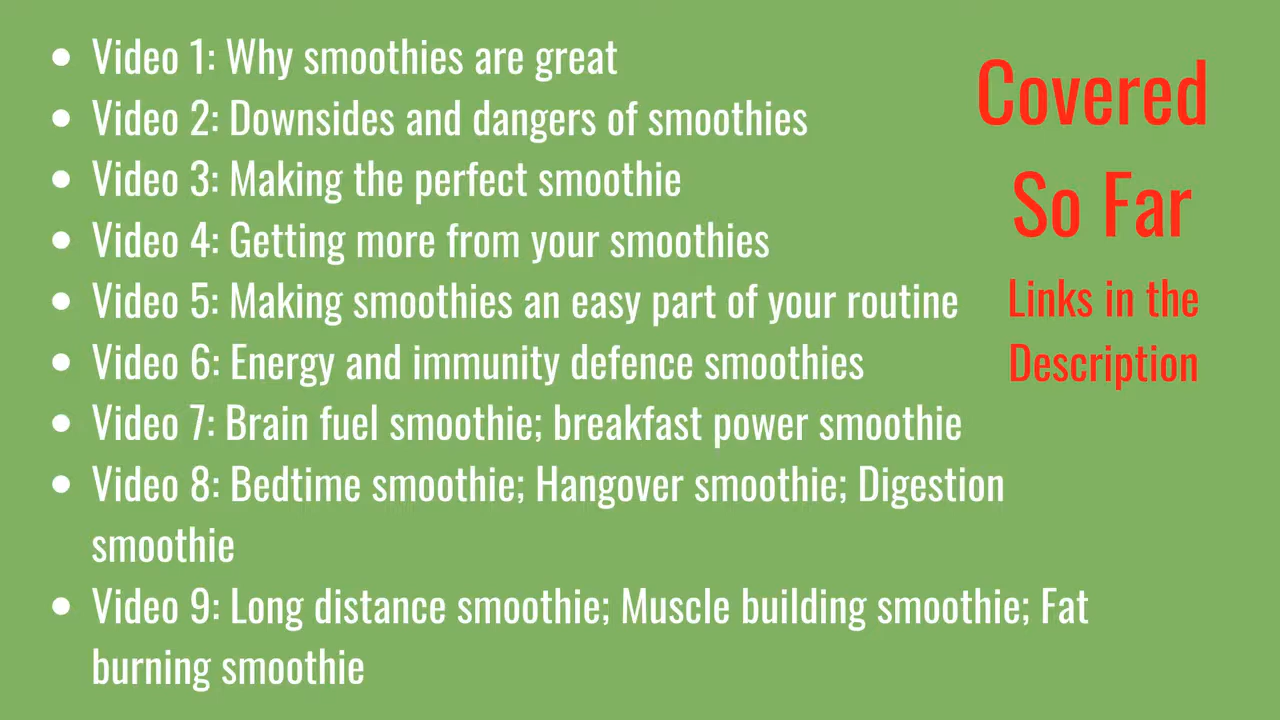 Video 1: Why smoothies are great
Video 2: Downsides and dangers of smoothies
Video 3: Making the perfect smoothie
Video 4: Getting more from your smoothies
Video 5: Making smoothies an easy part of your routine
Video 6: Energy and immunity defence smoothies
Video 7: Brain fuel smoothie; breakfast power smoothie
Video 8: Bedtime smoothie; Hangover smoothie; Digestion
smoothie
Video 9: Long distance smoothie; Muscle building smoothie; Fat
burning smoothie
Covered
So Far
Links in the
Description